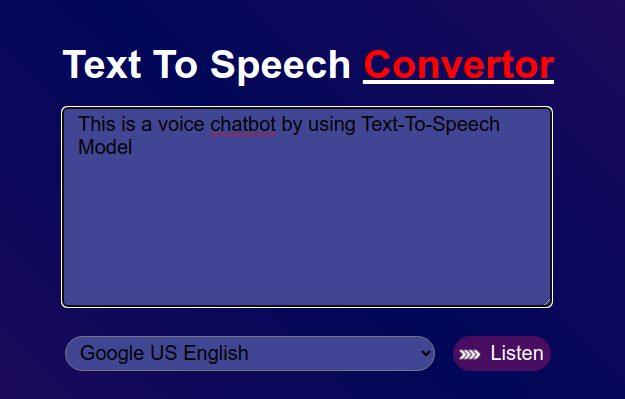 Text To Speech Convertor
This is a voice chatbot by using Text-To-Speech
Model
Google US English
Listen